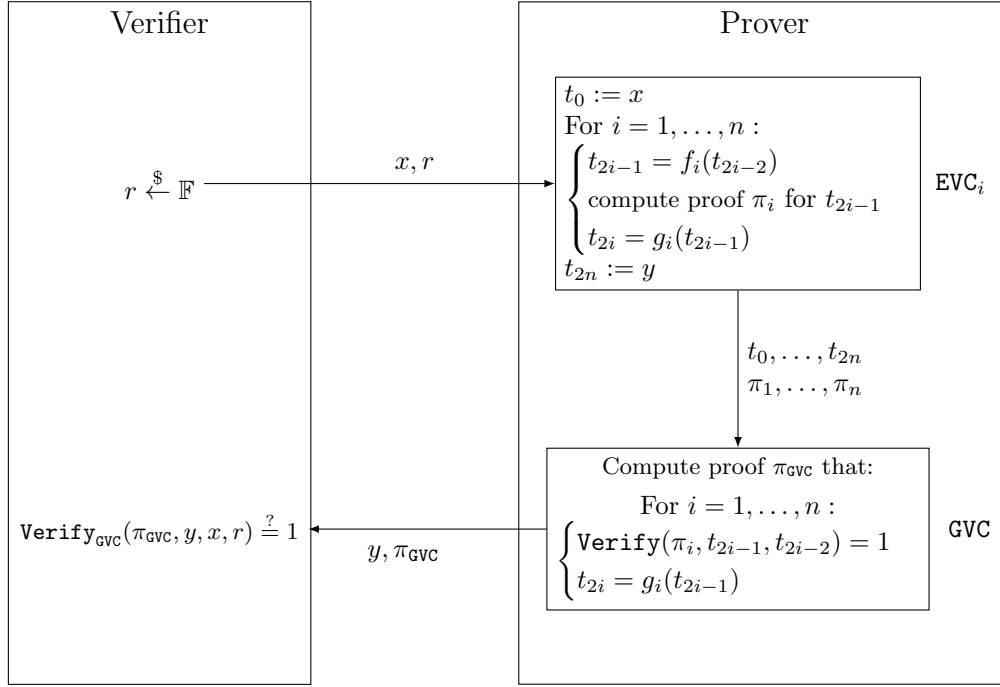 Verifier
Prover
t_0 := x
For i = 1, . . . , n :
t_{2i−1} = f_i(t_{2i−2})
compute proof π_i for t_{2i−1}
t_{2i} = g_i(t_{2i−1})
t_{2n} := y
EVC_i
r $← 𝔽
x, r
t_0, . . . , t_{2n}
π_1, . . . , π_n
Compute proof π_GVC that:
For i = 1, . . . , n :
Verify(π_i, t_{2i−1}, t_{2i−2}) = 1
t_{2i} = g_i(t_{2i−1})
GVC
Verify_GVC(π_GVC, y, x, r) ≟ 1
y, π_GVC